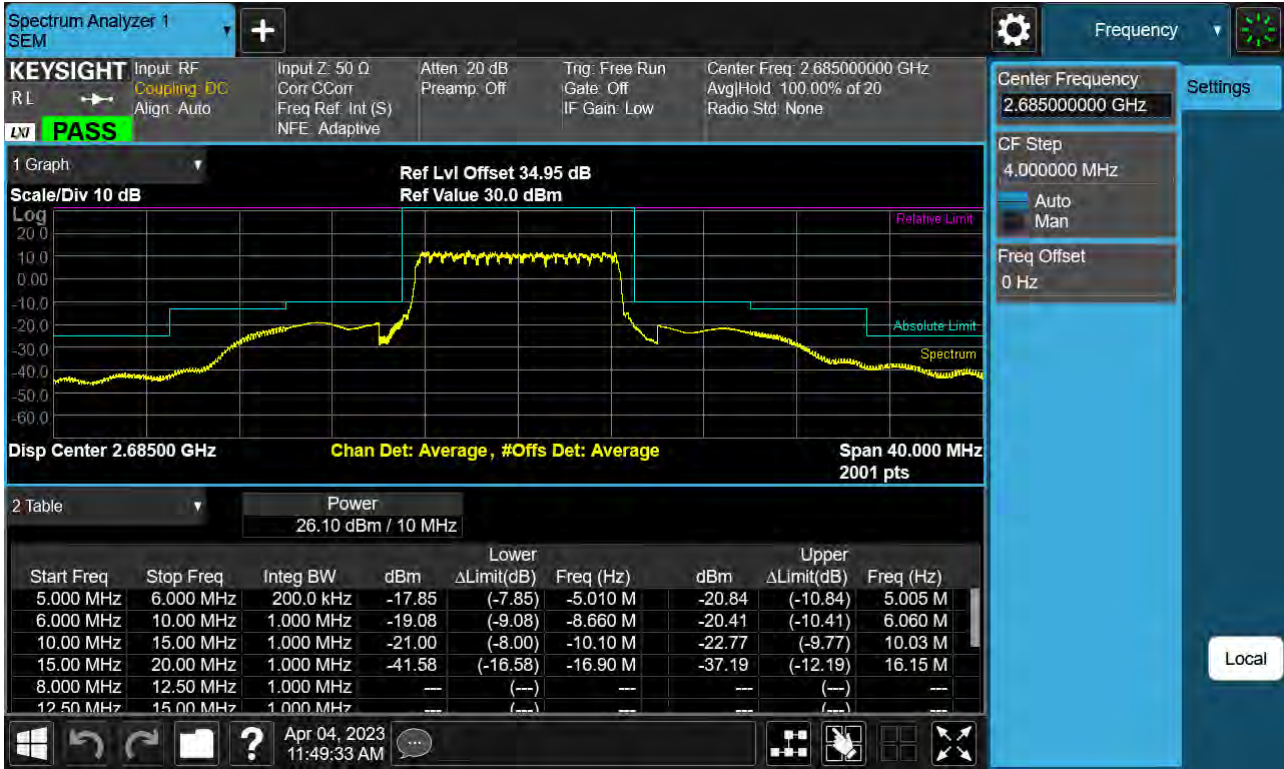 Spectrum Analyzer 1
SEM
Frequency
KEYSIGHT
R L
LXI
PASS
Input: RF
Coupling: DC
Align: Auto
Input Z: 50 Ω
Corr CCorr
Freq Ref: Int (S)
NFE: Adaptive
Atten: 20 dB
Preamp: Off
Trig: Free Run
Gate: Off
IF Gain: Low
Center Freq: 2.685000000 GHz
Avg|Hold: 100.00% of 20
Radio Std: None
Center Frequency
2.685000000 GHz
Settings
CF Step
4.000000 MHz
Auto
Man
Freq Offset
0 Hz
Local
1 Graph
Ref Lvl Offset 34.95 dB
Scale/Div 10 dB
Ref Value 30.0 dBm
Log
Relative Limit
20.0
10.0
0.00
-10.0
-20.0
Absolute Limit
-30.0
Spectrum
-40.0
-50.0
-60.0
Disp Center 2.68500 GHz
Chan Det: Average , #Offs Det: Average
Span 40.000 MHz
2001 pts
2 Table
Power
26.10 dBm / 10 MHz
Lower Upper
Start Freq Stop Freq Integ BW dBm ΔLimit(dB) Freq (Hz) dBm ΔLimit(dB) Freq (Hz)
5.000 MHz 6.000 MHz 200.0 kHz -17.85 (-7.85) -5.010 M -20.84 (-10.84) 5.005 M
6.000 MHz 10.00 MHz 1.000 MHz -19.08 (-9.08) -8.660 M -20.41 (-10.41) 6.060 M
10.00 MHz 15.00 MHz 1.000 MHz -21.00 (-8.00) -10.10 M -22.77 (-9.77) 10.03 M
15.00 MHz 20.00 MHz 1.000 MHz -41.58 (-16.58) -16.90 M -37.19 (-12.19) 16.15 M
8.000 MHz 12.50 MHz 1.000 MHz --- (---) --- --- (---) ---
12.50 MHz 15.00 MHz 1.000 MHz --- (---) --- --- (---) ---
Apr 04, 2023
11:49:33 AM